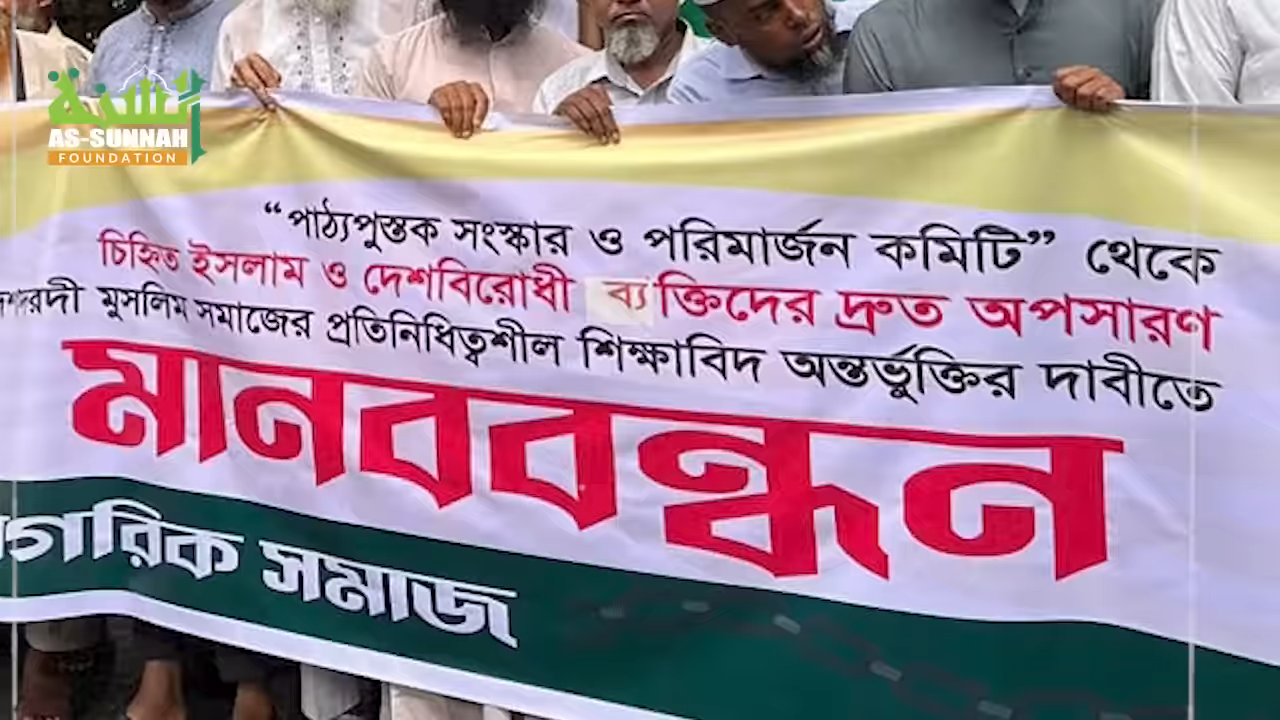 AS-SUNNAH
FOUNDATION
“পাঠ্যপুস্তক সংস্কার ও পরিমার্জন কমিটি” থেকে
চিহ্নিত ইসলাম ও দেশবিরোধী ব্যক্তিদের দ্রুত অপসারণ
মুসলিম সমাজের প্রতিনিধিত্বশীল শিক্ষাবিদ অন্তর্ভুক্তির দাবীতে
মানববন্ধন
সমাজ